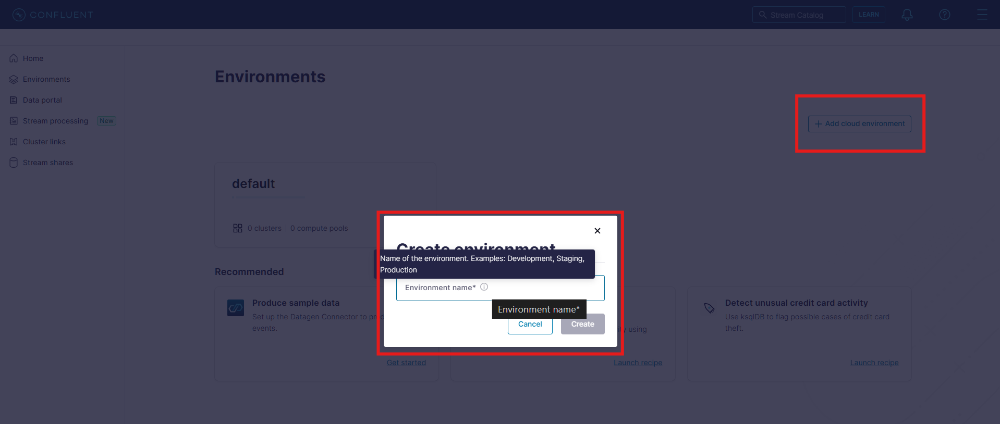 CONFLUENT
Stream Catalog
LEARN
Home
Environments
Data portal
Stream processing New
Cluster links
Stream shares
Environments
+ Add cloud environment
default
0 clusters | 0 compute pools
Create environment
Name of the environment. Examples: Development, Staging,
Production
Environment name*
Environment name*
Cancel
Create
Recommended
Produce sample data
Set up the Datagen Connector to
events.
Get started
using
Launch recipe
Detect unusual credit card activity
Use ksqlDB to flag possible cases of credit card
theft.
Launch recipe